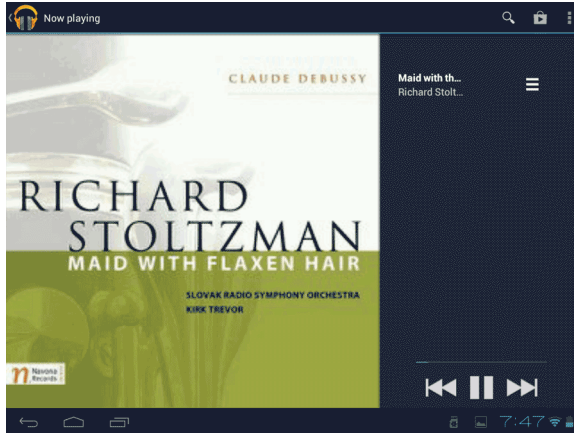 Now playing
CLAUDE DEBUSSY
RICHARD
STOLTZMAN
MAID WITH FLAXEN HAIR
SLOVAK RADIO SYMPHONY ORCHESTRA
KIRK TREVOR
n Navona
Records
Maid with th...
Richard Stolt...
7:47